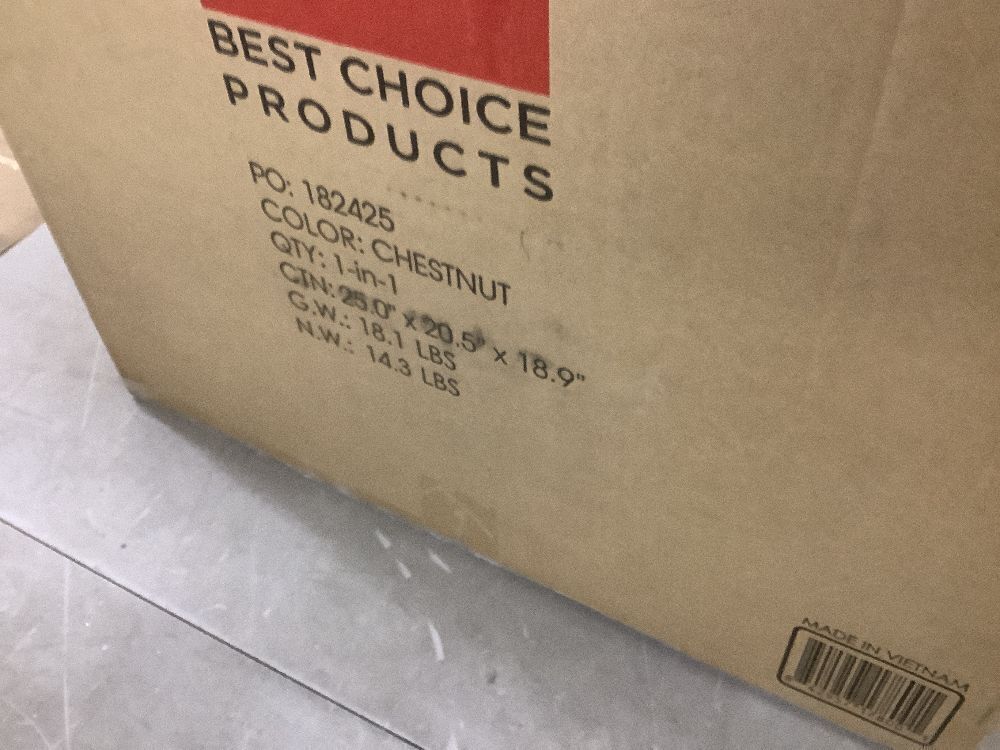 BEST CHOICE
PRODUCTS
PO: 182425
COLOR: CHESTNUT
QTY: 1-in-1
CTN: 25.0" x 20.5" x 18.9"
G.W.: 18.1 LBS
N.W.: 14.3 LBS
MADE IN VIETNAM